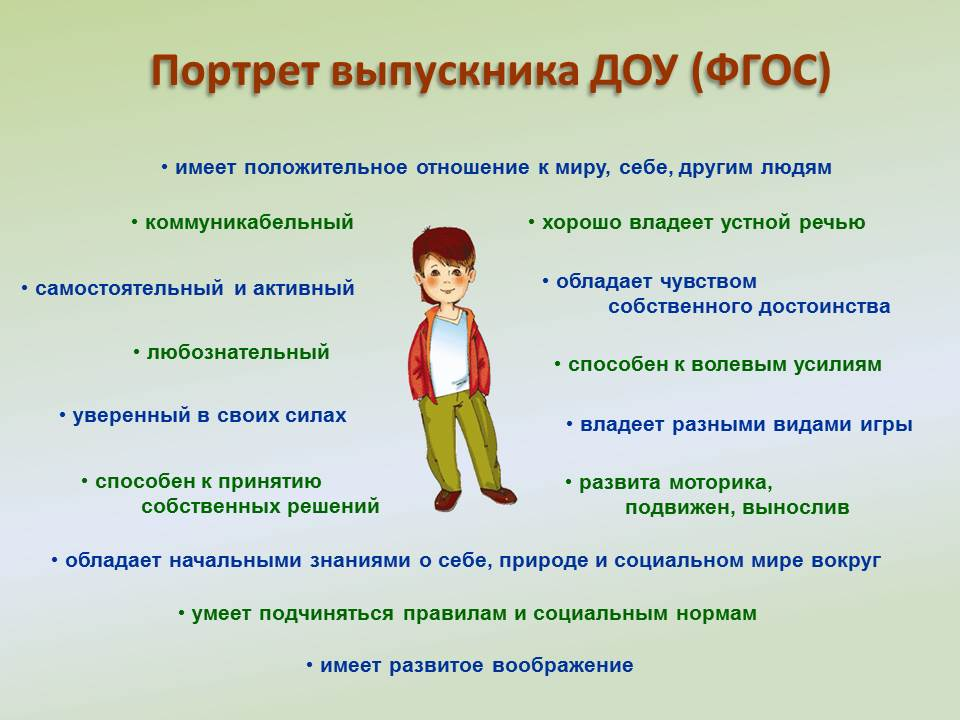 Портрет выпускника ДОУ (ФГОС)
• имеет положительное отношение к миру, себе, другим людям
• коммуникабельный
• хорошо владеет устной речью
• самостоятельный и активный
• обладает чувством
собственного достоинства
• любознательный
• способен к волевым усилиям
• уверенный в своих силах
• владеет разными видами игры
• способен к принятию
собственных решений
• развита моторика,
подвижен, вынослив
• обладает начальными знаниями о себе, природе и социальном мире вокруг
• умеет подчиняться правилам и социальным нормам
• имеет развитое воображение